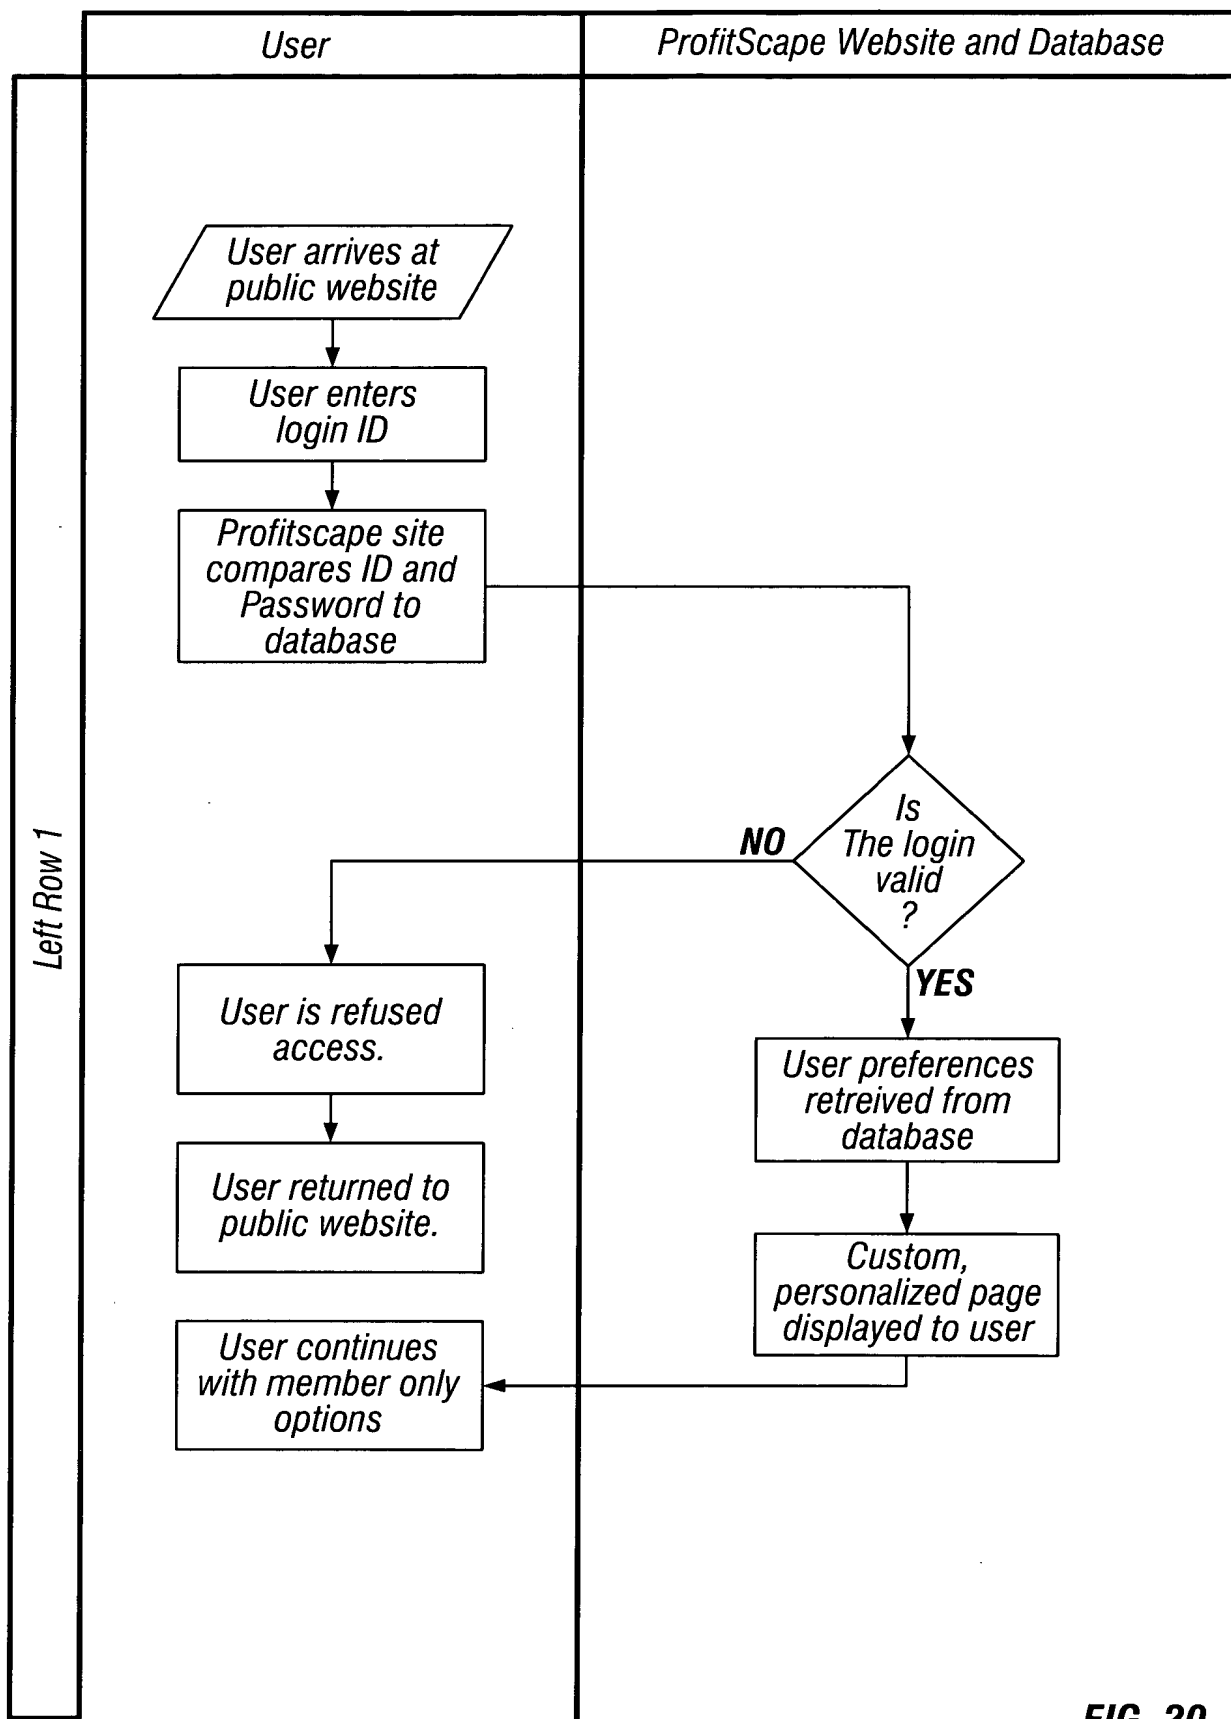 User
ProfitScape Website and Database
Left Row 1
User arrives at
public website
User enters
login ID
Profitscape site
compares ID and
Password to
database
Is
The login
valid
?
NO
YES
User is refused
access.
User preferences
retreived from
database
User returned to
public website.
Custom,
personalized page
displayed to user
User continues
with member only
options
FIG. 20